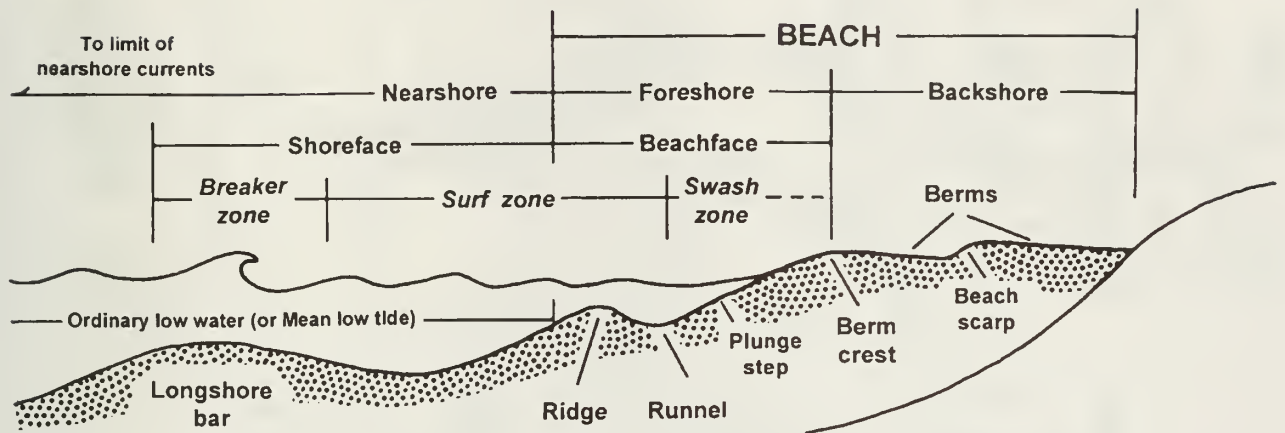 BEACH
To limit of
nearshore currents
Nearshore
Foreshore
Backshore
Shoreface
Beachface
Breaker
zone
Surf zone
Swash
zone
Berms
Ordinary low water (or Mean low tide)
Longshore
bar
Ridge
Runnel
Plunge
step
Berm
crest
Beach
scarp